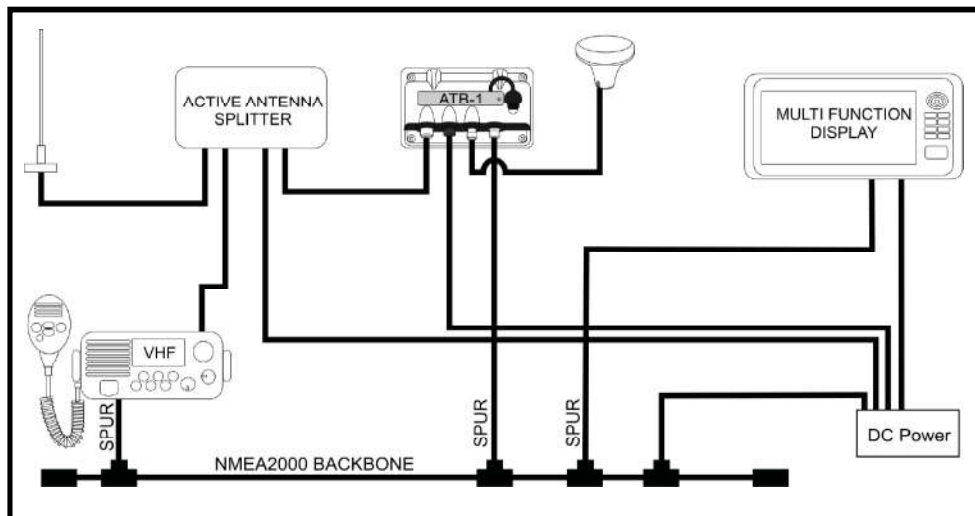 ACTIVE ANTENNA
SPLITTER
ATR-1
MULTI FUNCTION
DISPLAY
VHF
SPUR
SPUR
SPUR
NMEA2000 BACKBONE
DC Power